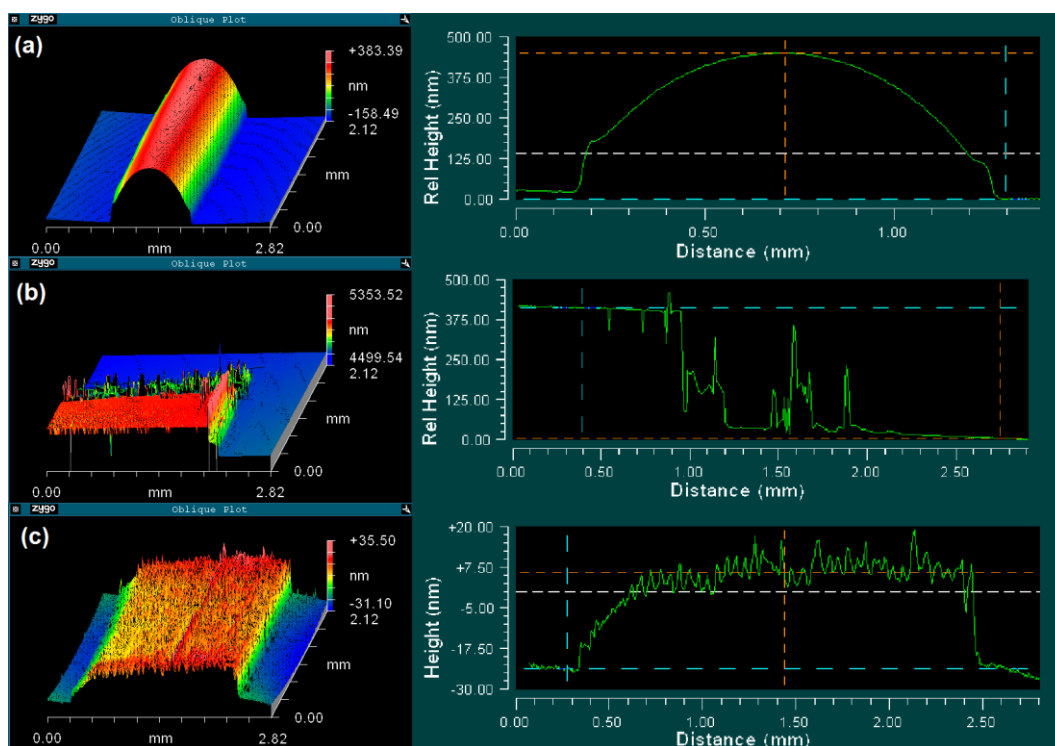 zygo Oblique Plot
(a)
+383.39
nm
-158.49
2.12
mm
0.00
0.00 mm 2.82
500.00
375.00
250.00
125.00
0.00
Rel Height (nm)
0.00 0.50 1.00
Distance (mm)
zygo Oblique Plot
(b)
5353.52
nm
4499.54
2.12
mm
0.00
0.00 mm 2.82
500.00
375.00
250.00
125.00
0.00
Rel Height (nm)
0.00 0.50 1.00 1.50 2.00 2.50
Distance (mm)
zygo Oblique Plot
(c)
+35.50
nm
-31.10
2.12
mm
0.00
0.00 mm 2.82
+20.00
+7.50
-5.00
-17.50
-30.00
Height (nm)
0.00 0.50 1.00 1.50 2.00 2.50
Distance (mm)